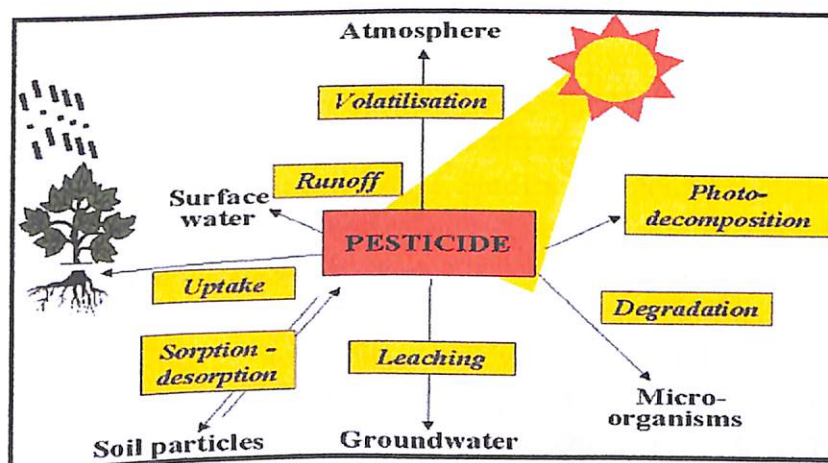 Atmosphere
Volatilisation
Runoff
Surface
water
Photo-
decomposition
PESTICIDE
Uptake
Degradation
Sorption -
desorption
Leaching
Micro-
organisms
Soil particles
Groundwater